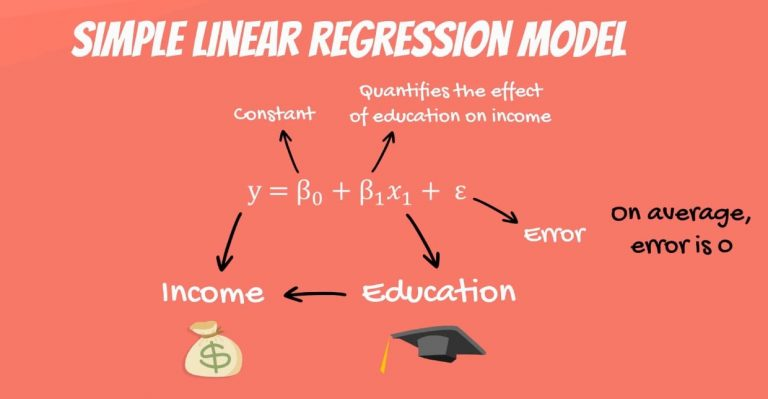 SIMPLE LINEAR REGRESSION MODEL
Quantifies the effect
Constant
of education on income
y = β₀ + β₁x₁ + ε
On average,
Error
error is 0
Income
Education
$